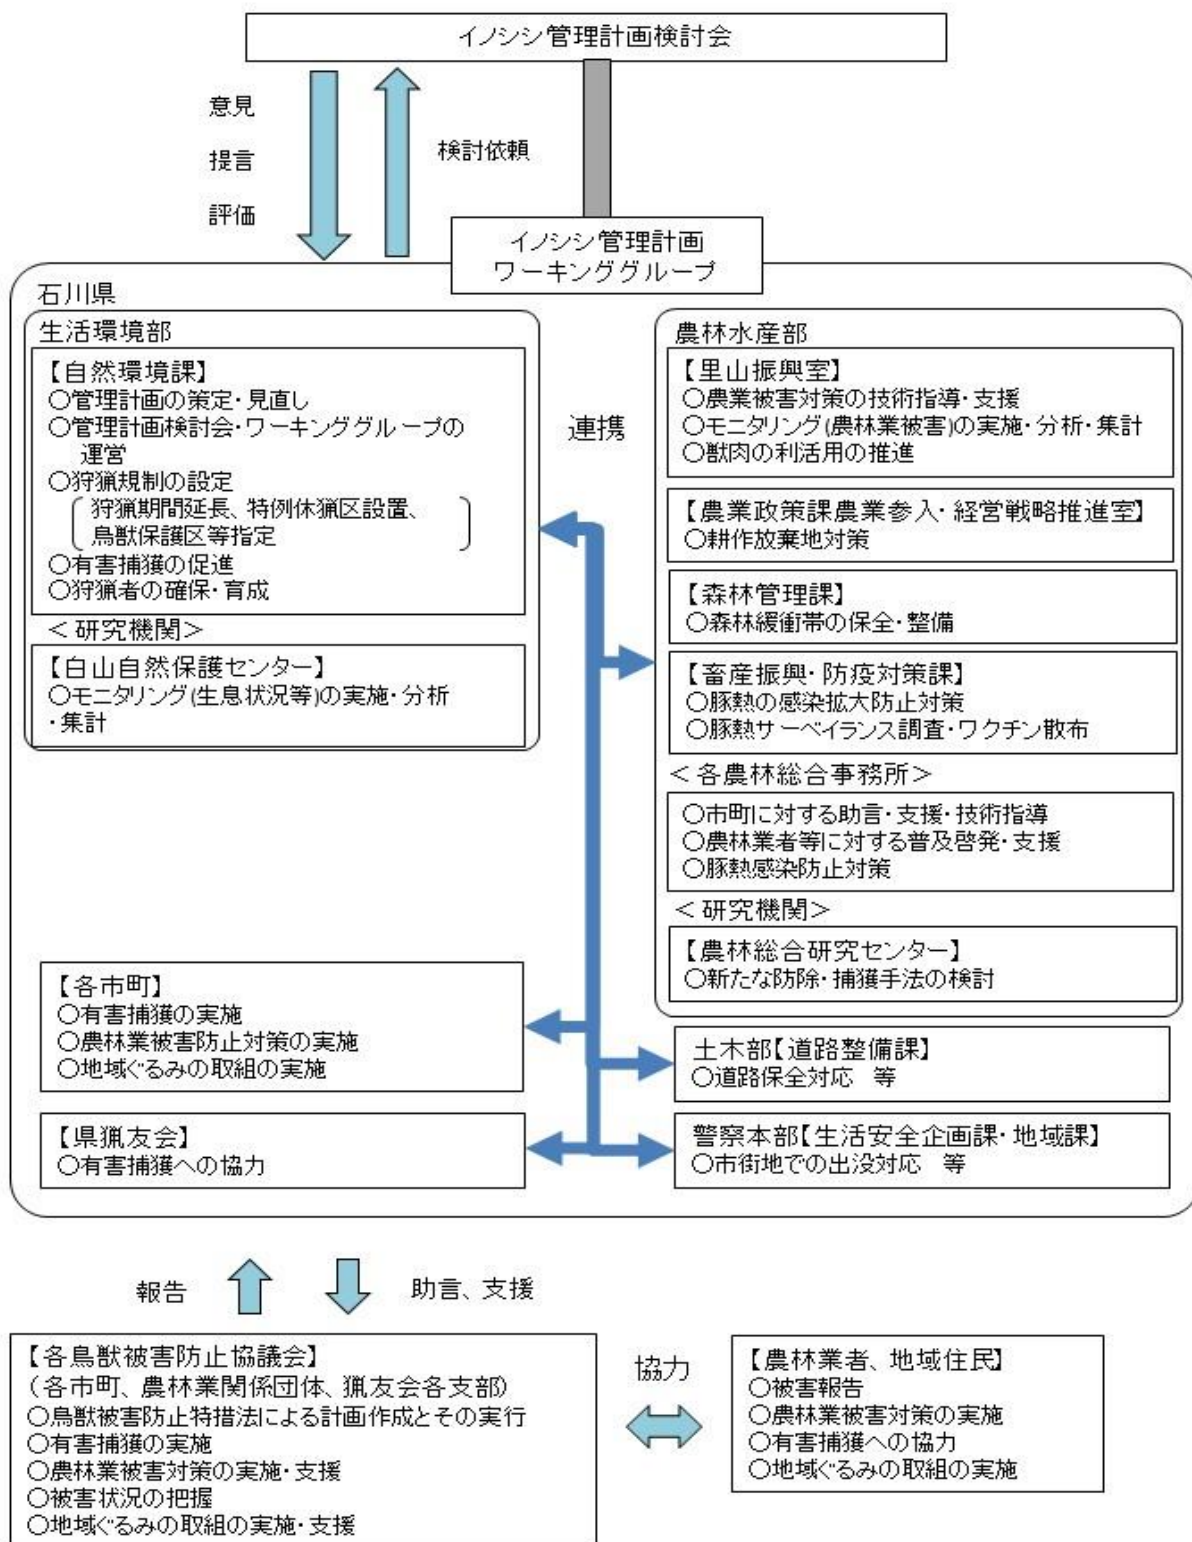 イノシシ管理計画検討会
意見
提言
評価
検討依頼
イノシシ管理計画
ワーキンググループ
石川県
生活環境部
【自然環境課】
○管理計画の策定・見直し
○管理計画検討会・ワーキンググループの
運営
○狩猟規制の設定
狩猟期間延長、特例休猟区設置、
鳥獣保護区等指定
○有害捕獲の促進
○狩猟者の確保・育成
＜研究機関＞
【白山自然保護センター】
○モニタリング(生息状況等)の実施・分析
・集計
連携
農林水産部
【里山振興室】
○農業被害対策の技術指導・支援
○モニタリング(農林業被害)の実施・分析・集計
○獣肉の利活用の推進
【農業政策課農業参入・経営戦略推進室】
○耕作放棄地対策
【森林管理課】
○森林緩衝帯の保全・整備
【畜産振興・防疫対策課】
○豚熱の感染拡大防止対策
○豚熱サーベイランス調査・ワクチン散布
＜各農林総合事務所＞
○市町に対する助言・支援・技術指導
○農林業者等に対する普及啓発・支援
○豚熱感染防止対策
＜研究機関＞
【農林総合研究センター】
○新たな防除・捕獲手法の検討
【各市町】
○有害捕獲の実施
○農林業被害防止対策の実施
○地域ぐるみの取組の実施
土木部【道路整備課】
○道路保全対応　等
【県猟友会】
○有害捕獲への協力
警察本部【生活安全企画課・地域課】
○市街地での出没対応　等
報告
助言、支援
【各鳥獣被害防止協議会】
（各市町、農林業関係団体、猟友会各支部）
○鳥獣被害防止特措法による計画作成とその実行
○有害捕獲の実施
○農林業被害対策の実施・支援
○被害状況の把握
○地域ぐるみの取組の実施・支援
協力
【農林業者、地域住民】
○被害報告
○農林業被害対策の実施
○有害捕獲への協力
○地域ぐるみの取組の実施